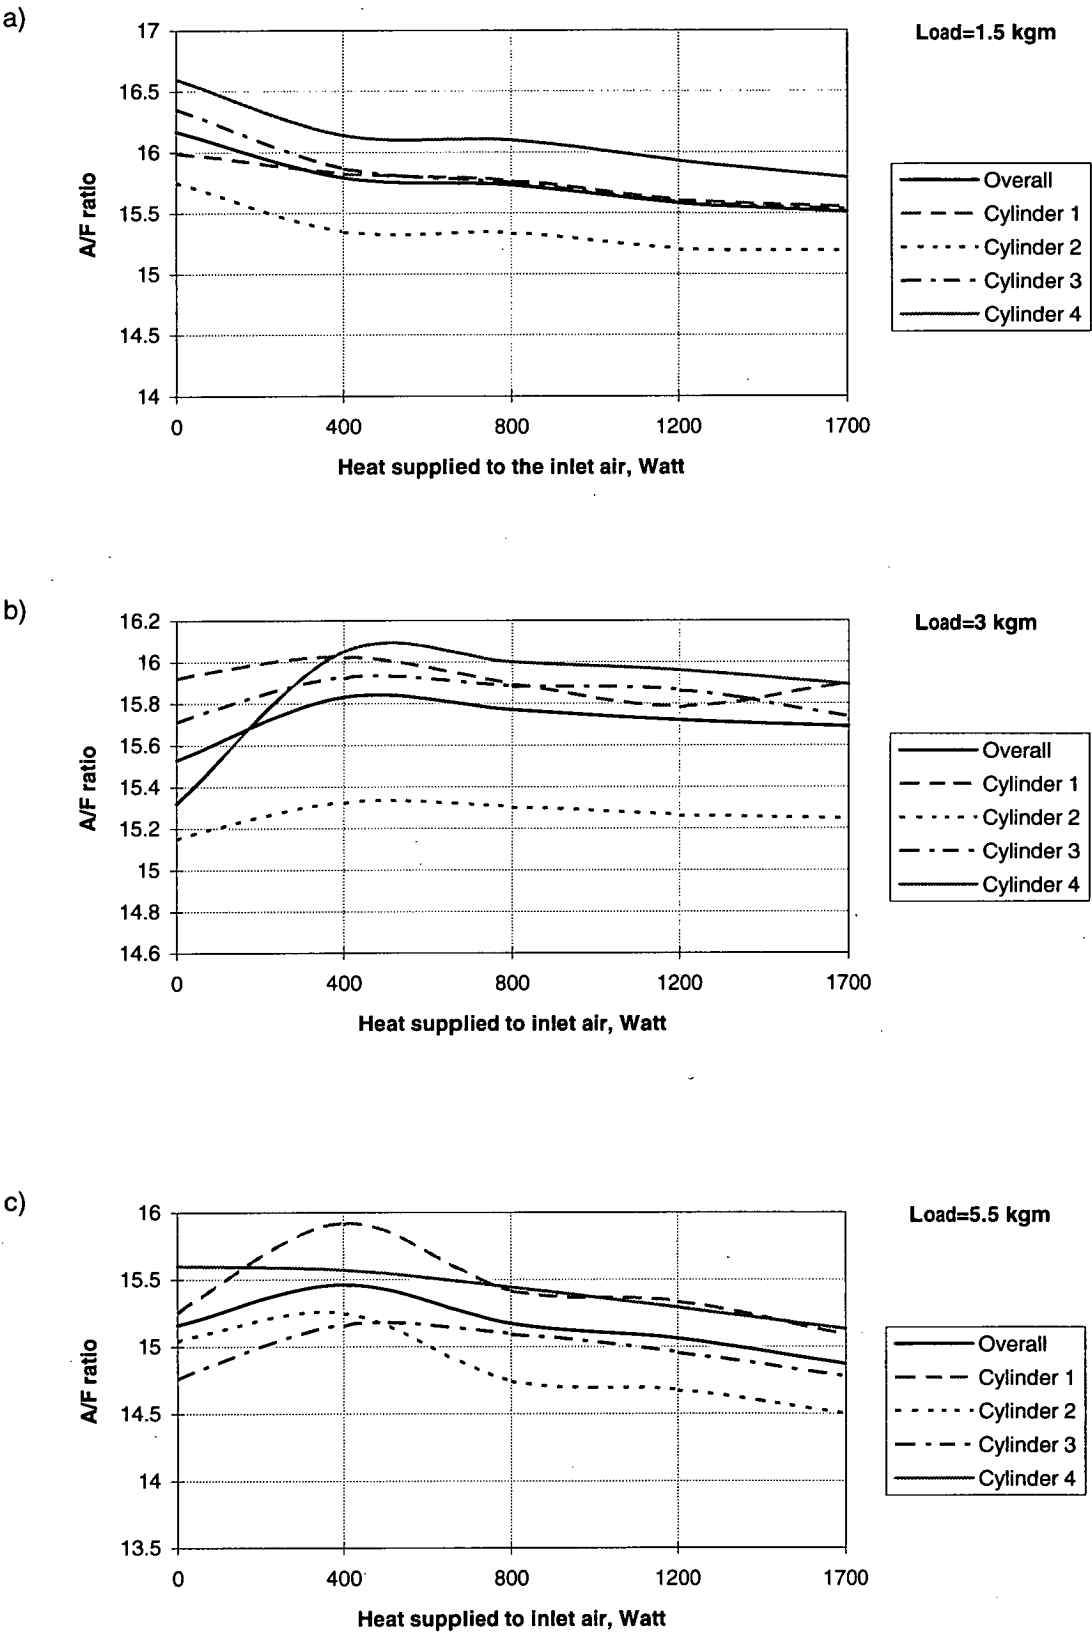 a)
Load=1.5 kgm
17
16.5
16
15.5
15
14.5
14
A/F ratio
0 400 800 1200 1700
Heat supplied to the inlet air, Watt
Overall
Cylinder 1
Cylinder 2
Cylinder 3
Cylinder 4
b)
Load=3 kgm
16.2
16
15.8
15.6
15.4
15.2
15
14.8
14.6
A/F ratio
0 400 800 1200 1700
Heat supplied to inlet air, Watt
Overall
Cylinder 1
Cylinder 2
Cylinder 3
Cylinder 4
c)
Load=5.5 kgm
16
15.5
15
14.5
14
13.5
A/F ratio
0 400 800 1200 1700
Heat supplied to inlet air, Watt
Overall
Cylinder 1
Cylinder 2
Cylinder 3
Cylinder 4